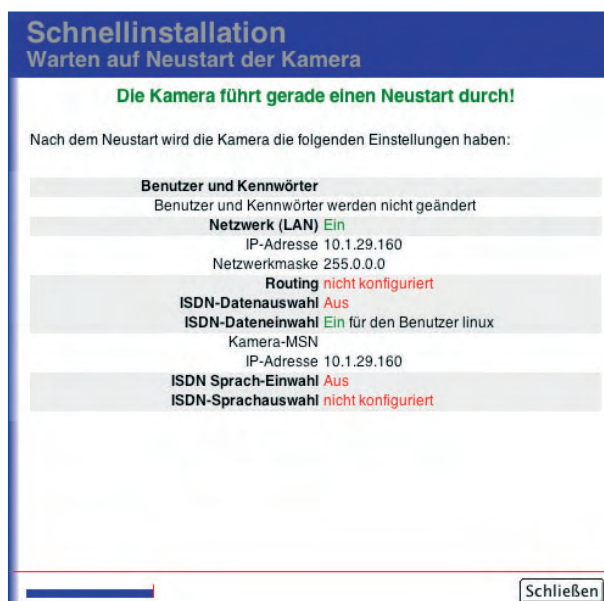 Schnellinstallation
Warten auf Neustart der Kamera
Die Kamera führt gerade einen Neustart durch!
Nach dem Neustart wird die Kamera die folgenden Einstellungen haben:
Benutzer und Kennwörter
Benutzer und Kennwörter werden nicht geändert
Netzwerk (LAN) Ein
IP-Adresse 10.1.29.160
Netzwerkmaske 255.0.0.0
Routing nicht konfiguriert
ISDN-Datenauswahl Aus
ISDN-Dateneinwahl Ein für den Benutzer linux
Kamera-MSN
IP-Adresse 10.1.29.160
ISDN Sprach-Einwahl Aus
ISDN-Sprachauswahl nicht konfiguriert
Schließen